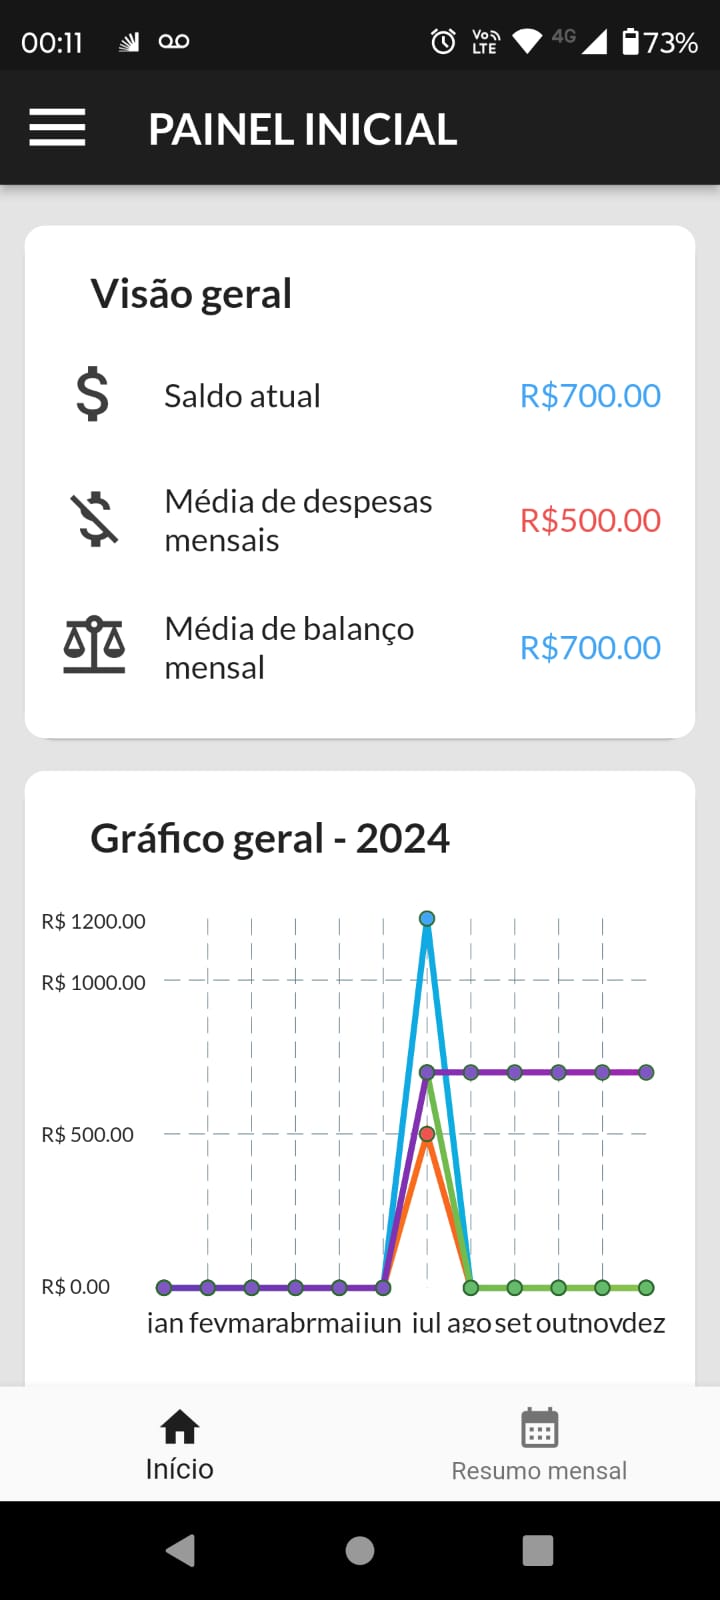 00:11 VoD LTE 4G 73%
PAINEL INICIAL
Visão geral
Saldo atual R$700.00
Média de despesas
mensais
R$500.00
Média de balanço
mensal
R$700.00
Gráfico geral - 2024
R$ 1200.00
R$ 1000.00
R$ 500.00
R$ 0.00
jan fev mar abr mai jun jul ago set out nov dez
Início
Resumo mensal